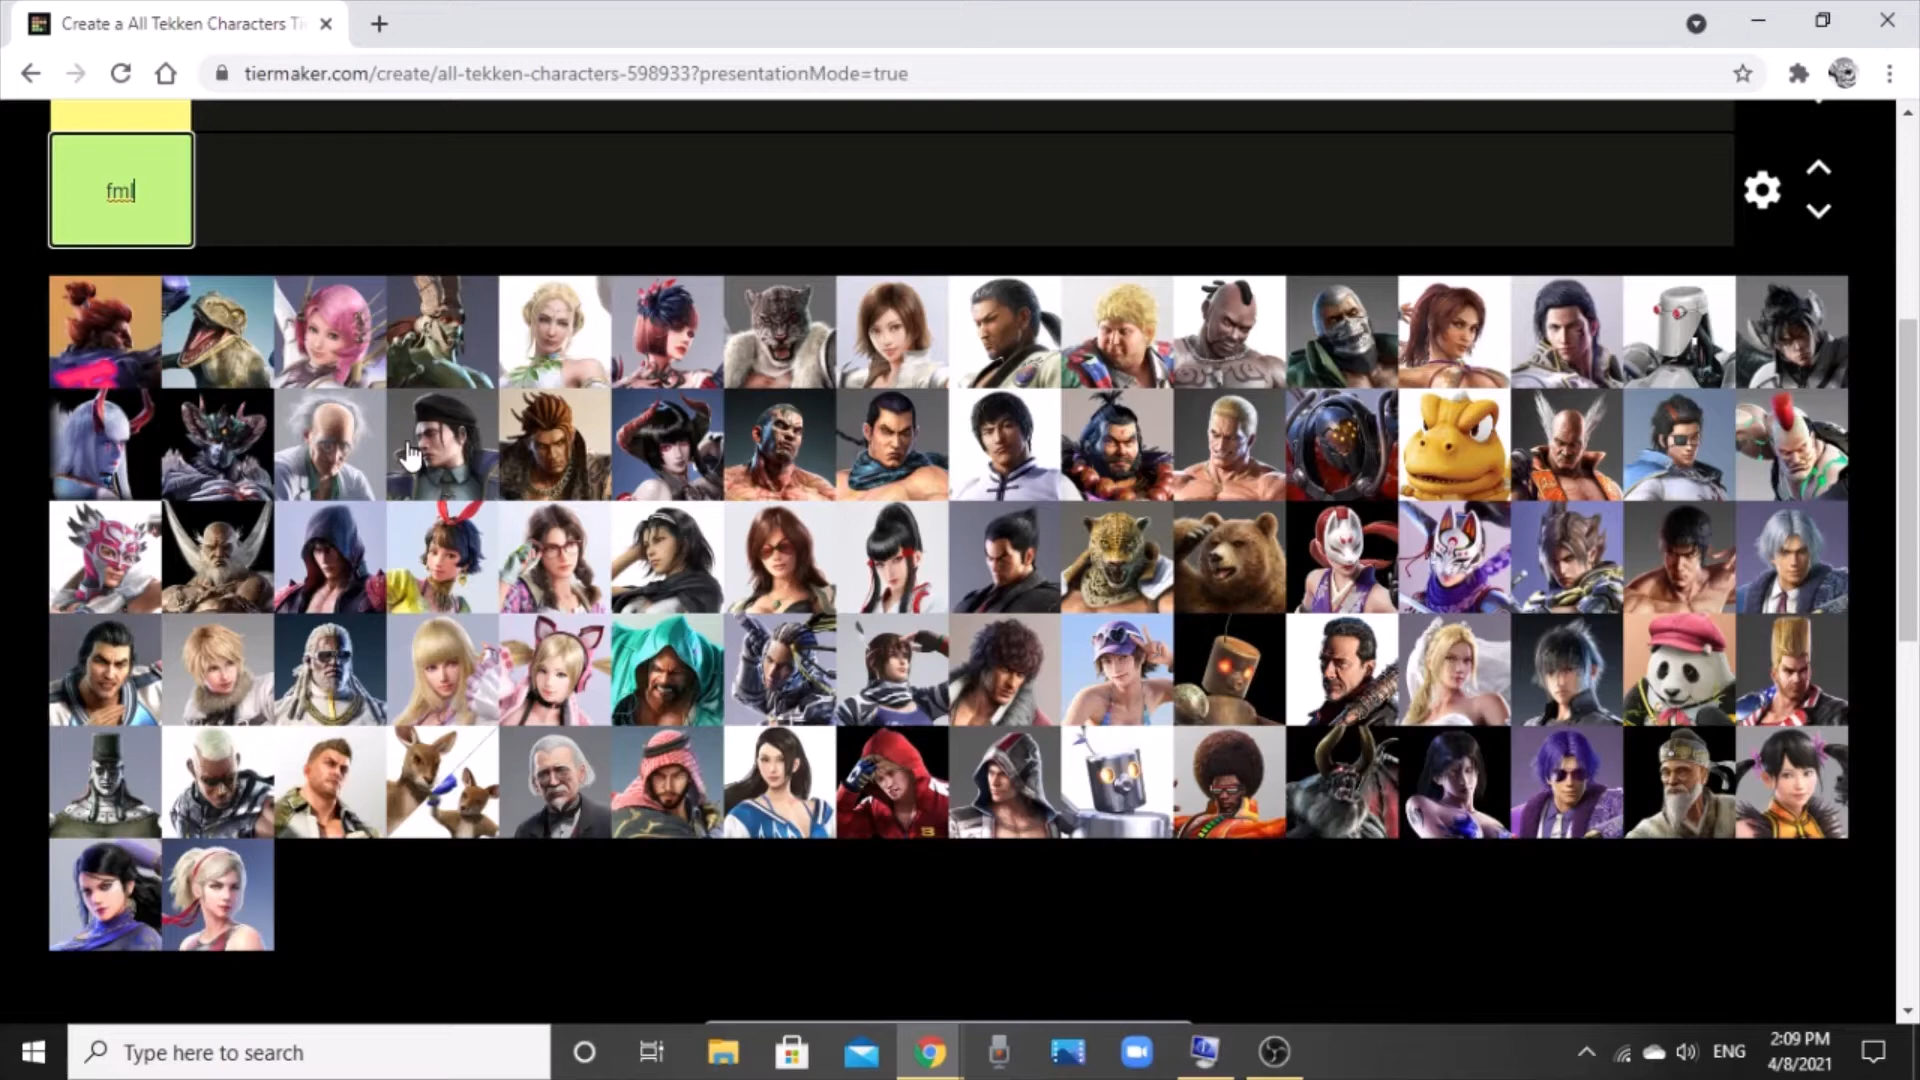 Create a All Tekken Characters Ti
tiermaker.com/create/all-tekken-characters-598933?presentationMode=true
fml
Type here to search
ENG
2:09 PM
4/8/2021